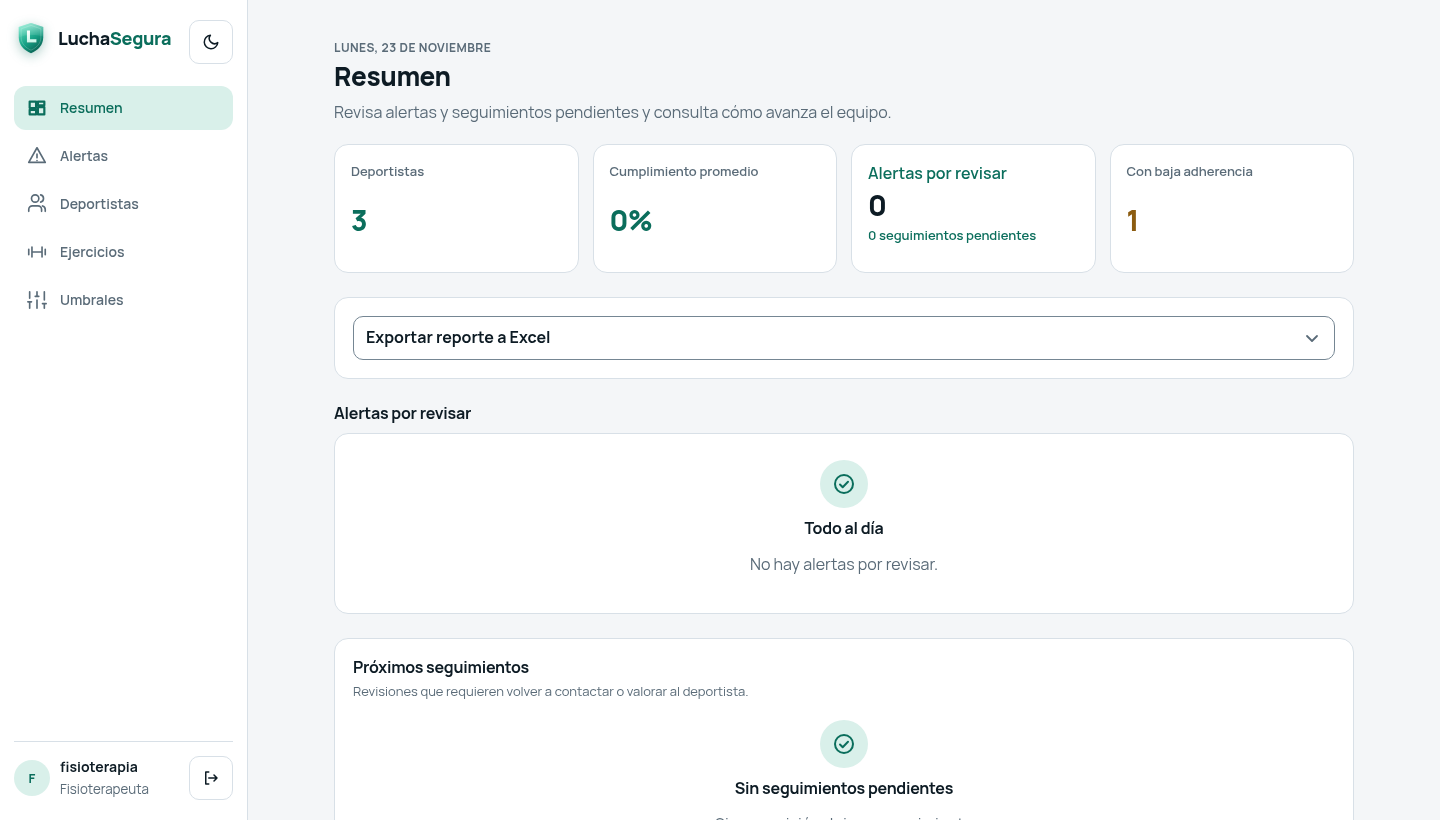 LuchaSegura
Resumen
Alertas
Deportistas
Ejercicios
Umbrales
F
fisioterapia
Fisioterapeuta
LUNES, 23 DE NOVIEMBRE
Resumen
Revisa alertas y seguimientos pendientes y consulta cómo avanza el equipo.
Deportistas
3
Cumplimiento promedio
0%
Alertas por revisar
0
0 seguimientos pendientes
Con baja adherencia
1
Exportar reporte a Excel
Alertas por revisar
Todo al día
No hay alertas por revisar.
Próximos seguimientos
Revisiones que requieren volver a contactar o valorar al deportista.
Sin seguimientos pendientes